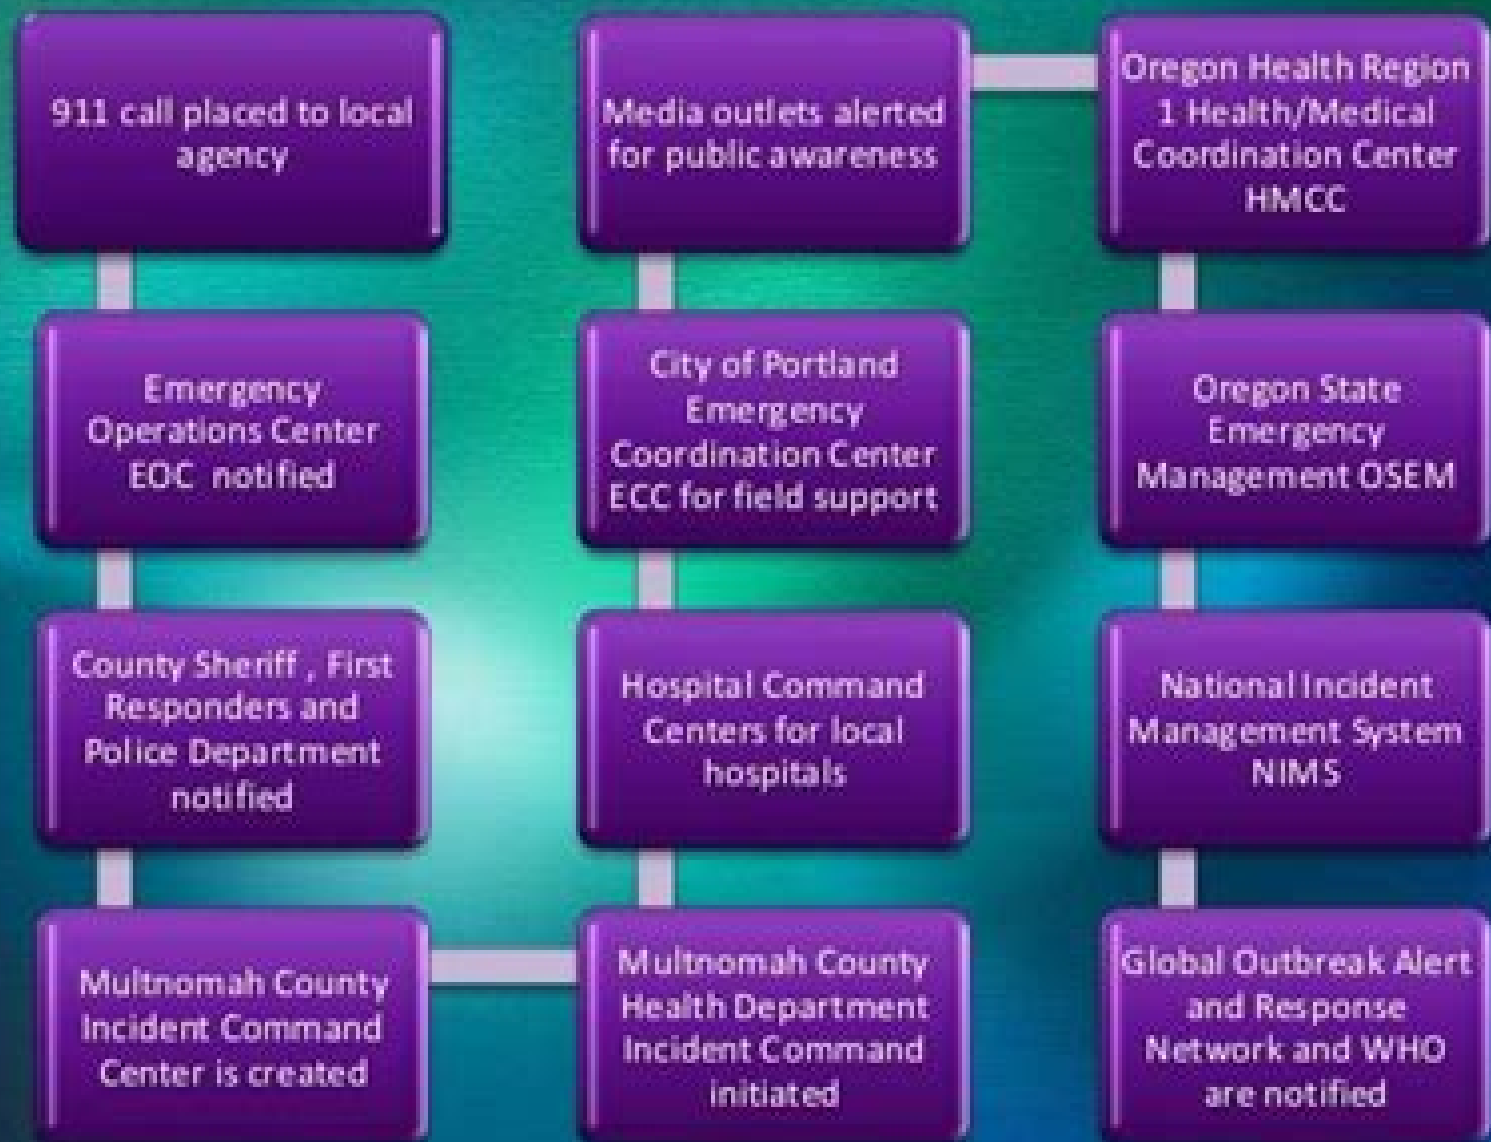 911 call placed to local
agency
Emergency
Operations Center
EOC notified
County Sheriff , First
Responders and
Police Department
notified
Multnomah County
Incident Command
Center is created
Multnomah County
Health Department
Incident Command
initiated
Hospital Command
Centers for local
hospitals
City of Portland
Emergency
Coordination Center
ECC for field support
Media outlets alerted
for public awareness
Oregon Health Region
1 Health/Medical
Coordination Center
HMCC
Oregon State
Emergency
Management OSEM
National Incident
Management System
NIMS
Global Outbreak Alert
and Response
Network and WHO
are notified